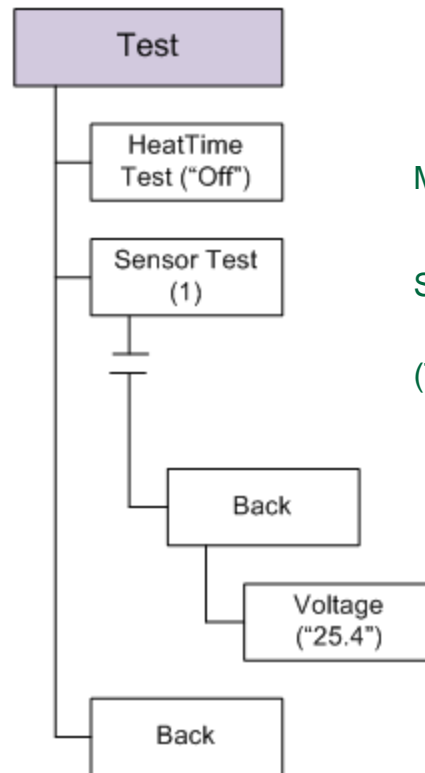 Test
HeatTime
Test (“Off”)
M
Sensor Test
(1)
S
(
Back
Voltage
(“25.4”)
Back